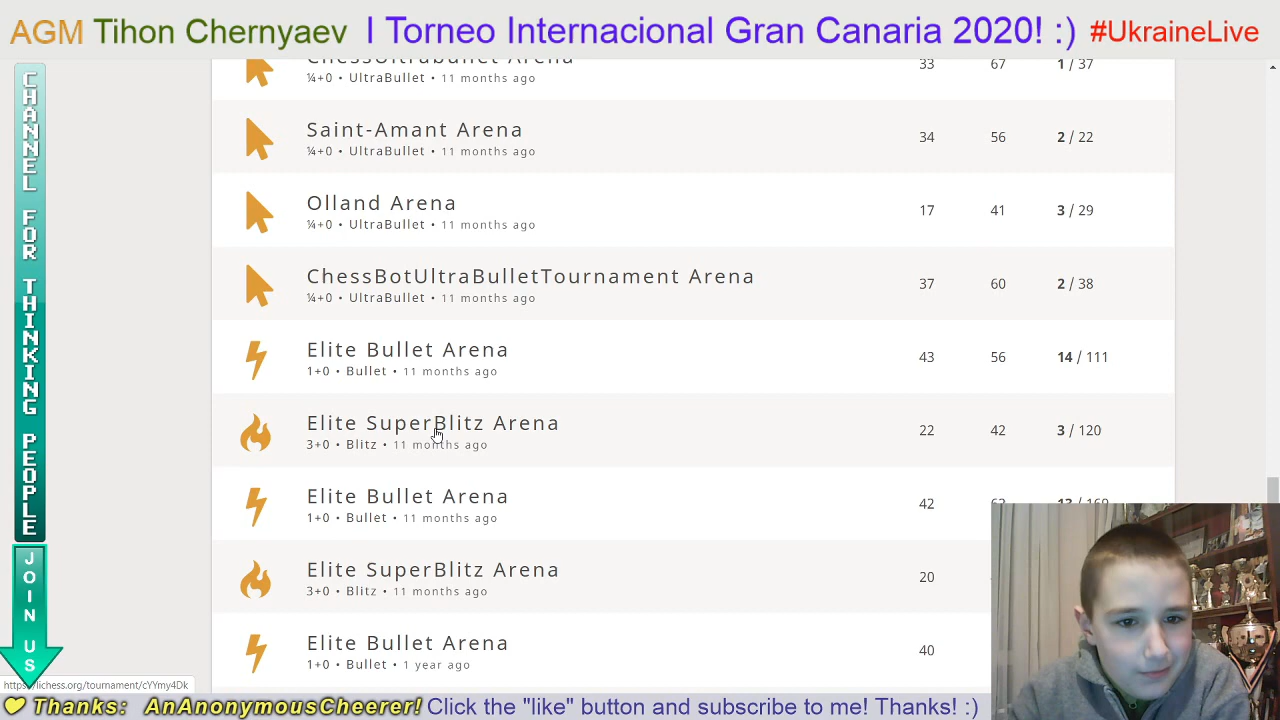 AGM Tihon Chernyaev I Torneo Internacional Gran Canaria 2020! :) #UkraineLive
CHANNEL FOR THINKING PEOPLE
JOIN US
ChessUltrabullet Arena 33 67 1 / 37
¼+0 • UltraBullet • 11 months ago
Saint-Amant Arena 34 56 2 / 22
¼+0 • UltraBullet • 11 months ago
Olland Arena 17 41 3 / 29
¼+0 • UltraBullet • 11 months ago
ChessBotUltraBulletTournament Arena 37 60 2 / 38
¼+0 • UltraBullet • 11 months ago
Elite Bullet Arena 43 56 14 / 111
1+0 • Bullet • 11 months ago
Elite SuperBlitz Arena 22 42 3 / 120
3+0 • Blitz • 11 months ago
Elite Bullet Arena 42
1+0 • Bullet • 11 months ago
Elite SuperBlitz Arena 20
3+0 • Blitz • 11 months ago
Elite Bullet Arena 40
1+0 • Bullet • 1 year ago
https://lichess.org/tournament/cYYmy4Dk
Thanks: AnAnonymousCheerer! Click the "like" button and subscribe to me! Thanks! :)